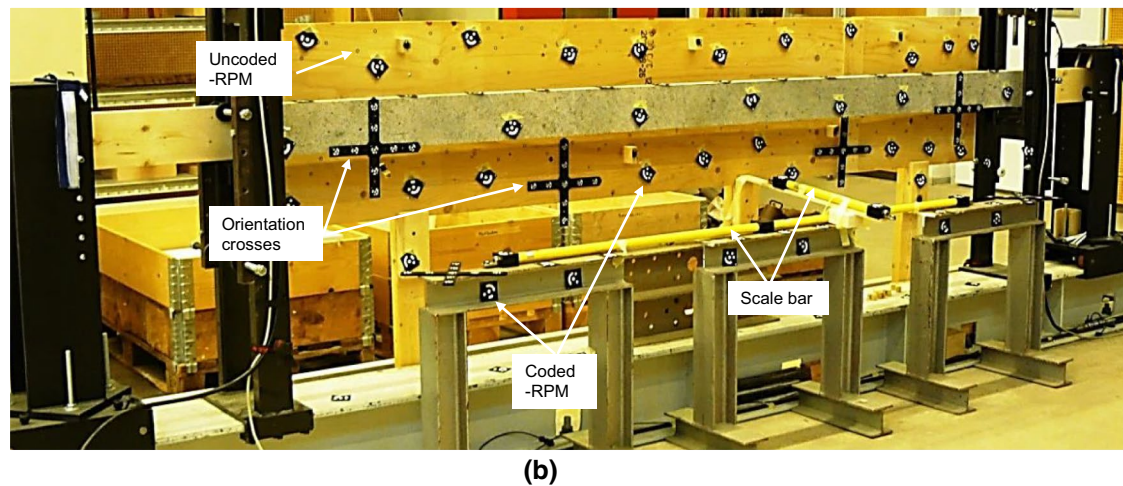 Uncoded
-RPM
Orientation
crosses
Scale bar
Coded
-RPM
(b)